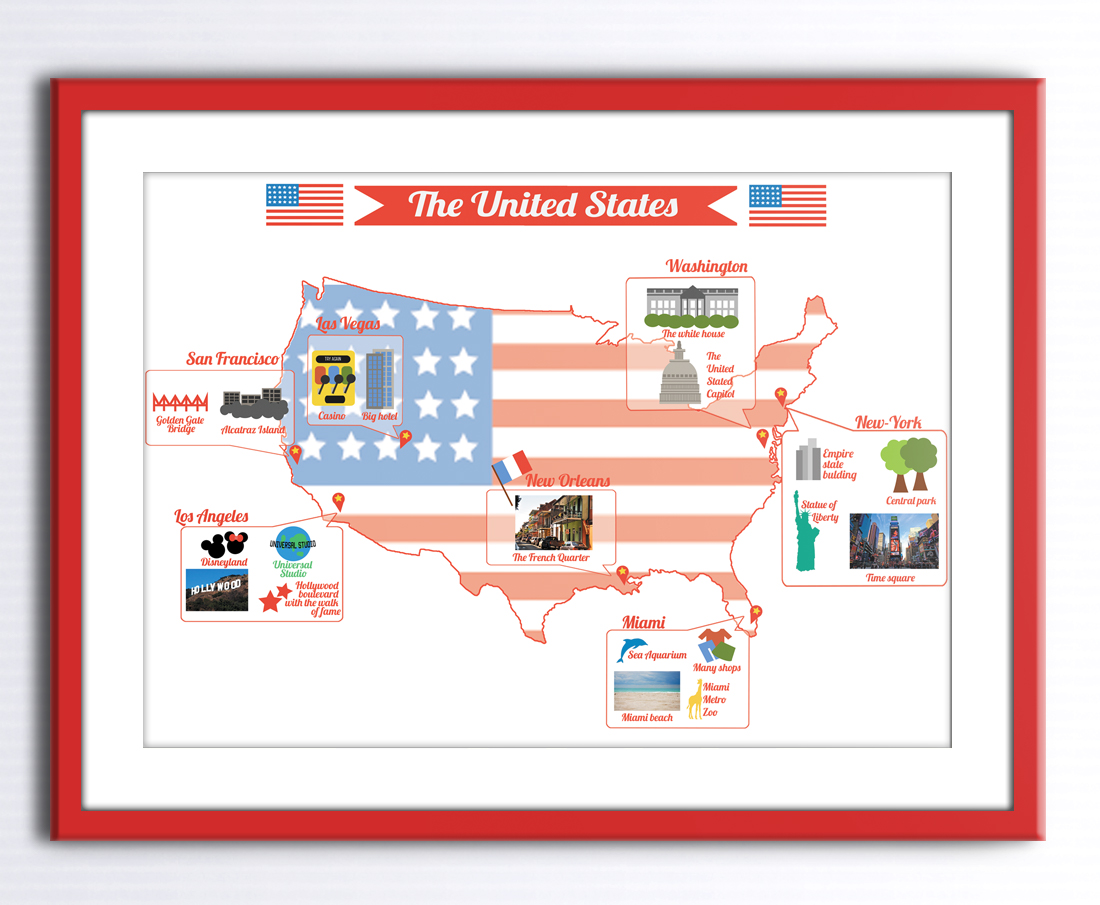 The United States
Washington
The white house
The
United
Stated
Capitol
Las Vegas
TRY AGAIN
Casino
Big hotel
San Francisco
Golden Gate
Bridge
Alcatraz Island
New-York
Empire
state
bulding
Central park
Statue of
Liberty
Time square
New Orleans
The French Quarter
Los Angeles
Disneyland
UNIVERSAL STUDIO
Universal
Studio
HOLLYWOOD
Hollywood
boulevard
with the walk
of fame
Miami
Sea Aquarium
Many shops
Miami beach
Miami
Metro
Zoo